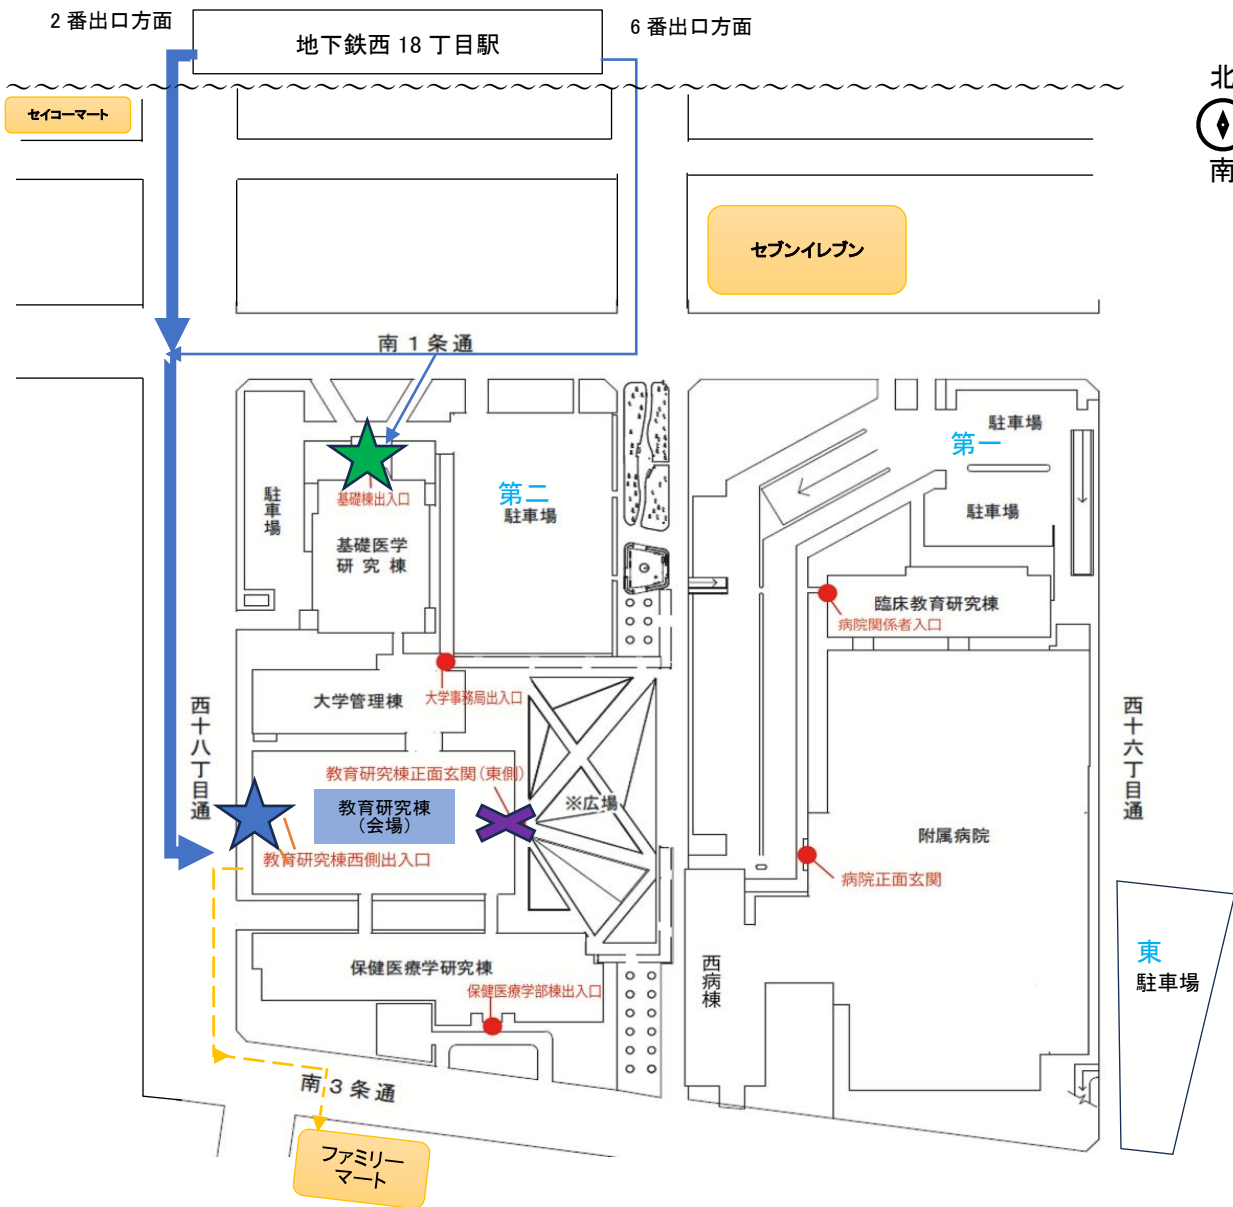 2 番出口方面
地下鉄西 18 丁目駅
6 番出口方面
北
南
セイコーマート
セブンイレブン
南 1 条 通
第一
駐車場
駐車場
第二
駐車場
駐車場
基礎棟出入口
基礎医学
研 究 棟
臨床教育研究棟
病院関係者入口
大学管理棟
大学事務局出入口
西十八丁目通
西十六丁目通
教育研究棟正面玄関(東側)
教育研究棟
(会場)
※広場
教育研究棟西側出入口
附属病院
病院正面玄関
保健医療学研究棟
保健医療学部棟出入口
西病棟
東
駐車場
南 3 条 通
ファミリー
マート